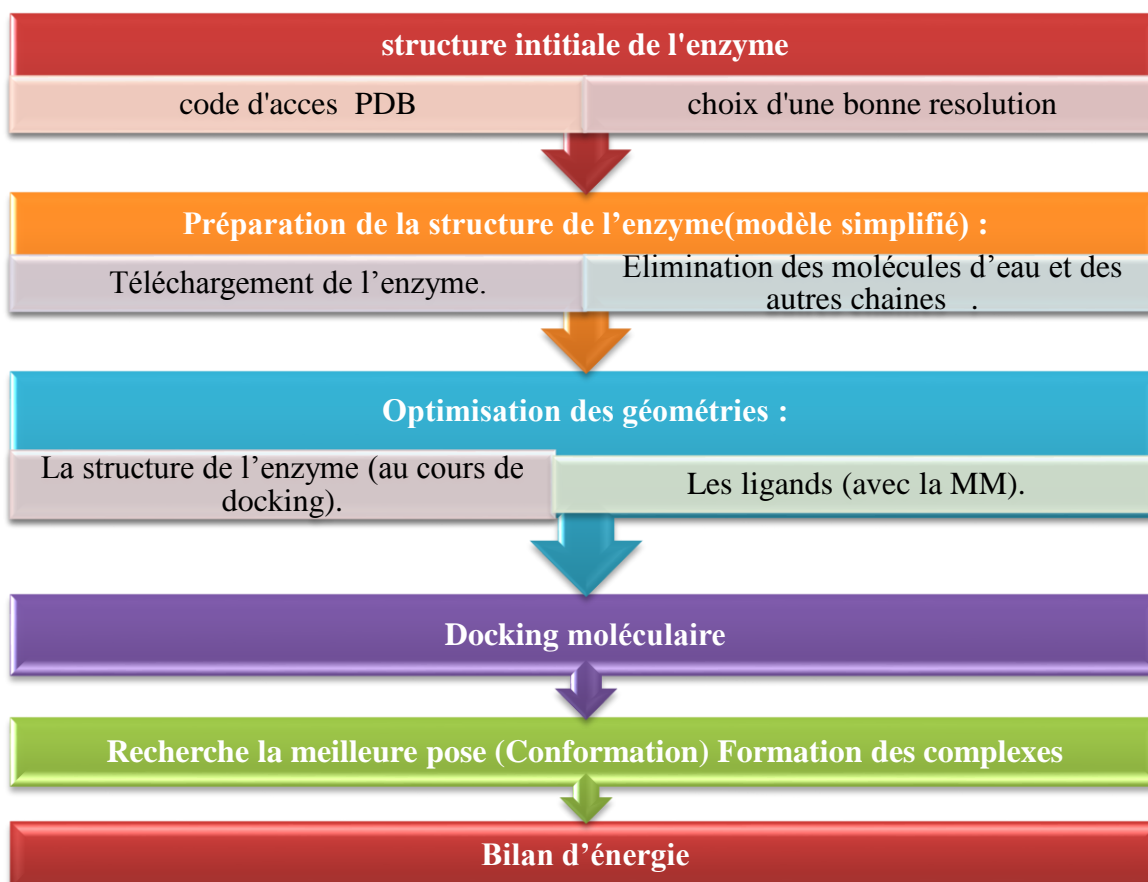 structure intitiale de l'enzyme
code d'acces PDB
choix d'une bonne resolution
Préparation de la structure de l’enzyme(modèle simplifié) :
Téléchargement de l’enzyme.
Elimination des molécules d’eau et des
autres chaines .
Optimisation des géométries :
La structure de l’enzyme (au cours de
docking).
Les ligands (avec la MM).
Docking moléculaire
Recherche la meilleure pose (Conformation) Formation des complexes
Bilan d’énergie